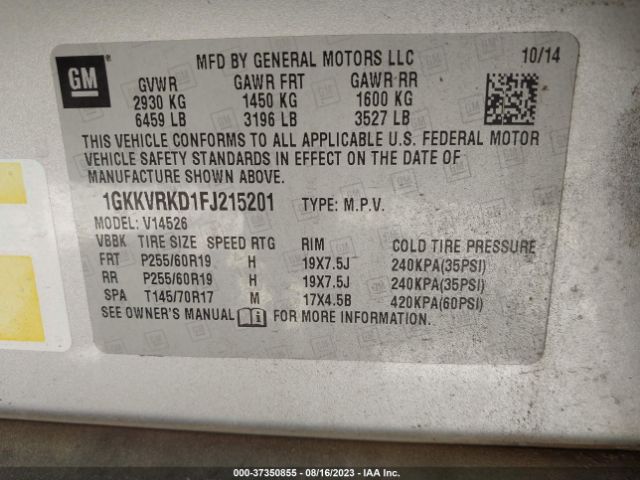 GM
MFD BY GENERAL MOTORS LLC 10/14
GVWR GAWR FRT GAWR RR
2930 KG 1450 KG 1600 KG
6459 LB 3196 LB 3527 LB
THIS VEHICLE CONFORMS TO ALL APPLICABLE U.S. FEDERAL MOTOR
VEHICLE SAFETY STANDARDS IN EFFECT ON THE DATE OF
MANUFACTURE SHOWN ABOVE.
1GKKVRKD1FJ215201 TYPE: M.P.V.
MODEL: V14526
VBBK TIRE SIZE SPEED RTG RIM COLD TIRE PRESSURE
FRT P255/60R19 H 19X7.5J 240KPA(35PSI)
RR P255/60R19 H 19X7.5J 240KPA(35PSI)
SPA T145/70R17 M 17X4.5B 420KPA(60PSI)
SEE OWNER'S MANUAL FOR MORE INFORMATION.
000-37350855 - 08/16/2023 - IAA Inc.